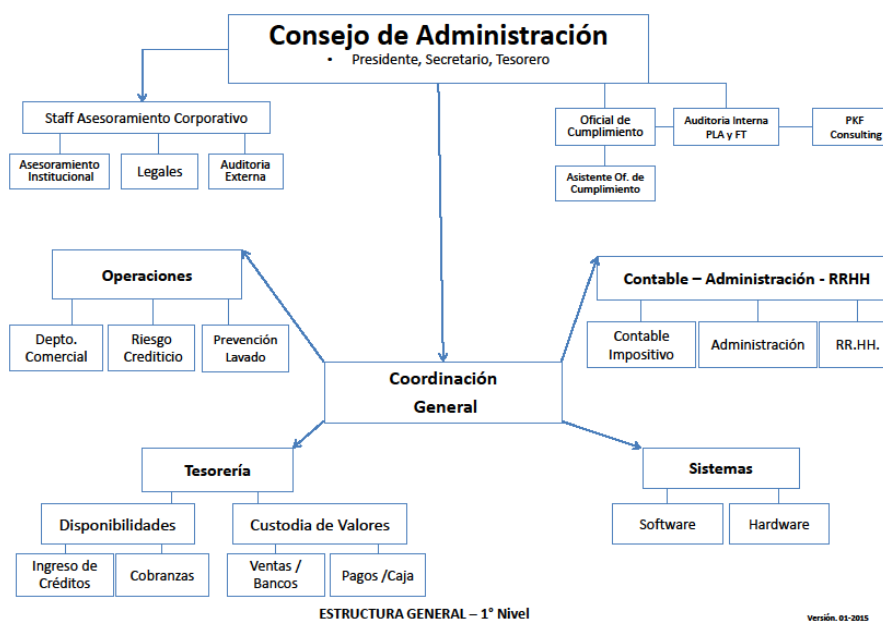 Consejo de Administración
• Presidente, Secretario, Tesorero
Staff Asesoramiento Corporativo
Asesoramiento
Institucional
Legales
Auditoria
Externa
Oficial de
Cumplimiento
Auditoria Interna
PLA y FT
PKF
Consulting
Asistente Of. de
Cumplimiento
Operaciones
Depto.
Comercial
Riesgo
Crediticio
Prevención
Lavado
Contable – Administración - RRHH
Contable
Impositivo
Administración
RR.HH.
Coordinación
General
Tesorería
Disponibilidades
Custodia de Valores
Ingreso de
Créditos
Cobranzas
Ventas /
Bancos
Pagos /Caja
Sistemas
Software
Hardware
ESTRUCTURA GENERAL – 1° Nivel
Versión. 01-2015